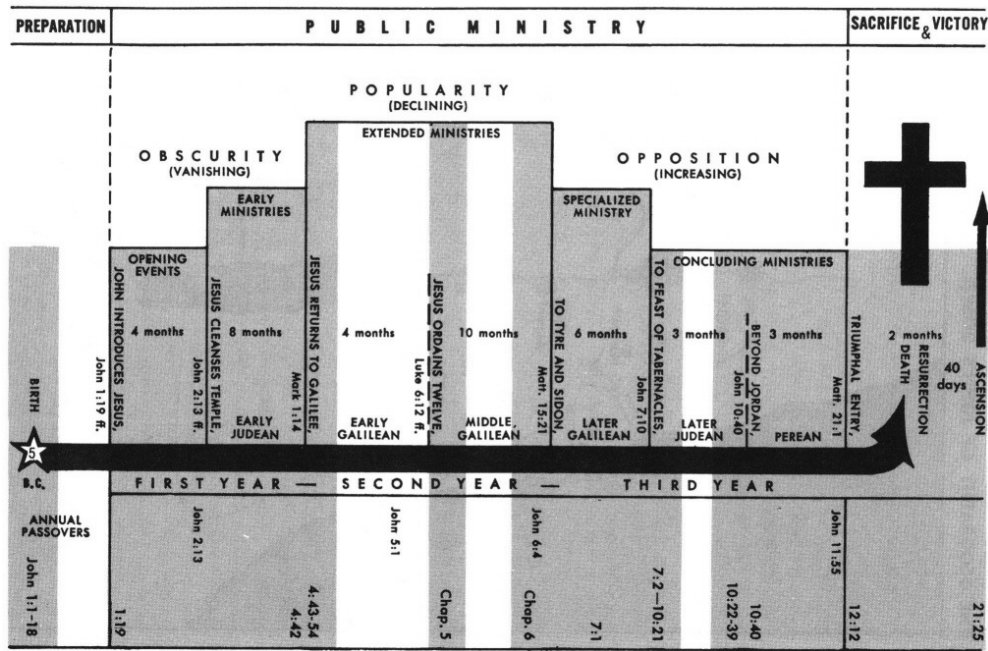 PREPARATION
PUBLIC MINISTRY
SACRIFICE & VICTORY
POPULARITY
(DECLINING)
EXTENDED MINISTRIES
OBSCURITY
(VANISHING)
OPPOSITION
(INCREASING)
EARLY
MINISTRIES
SPECIALIZED
MINISTRY
OPENING
EVENTS
CONCLUDING MINISTRIES
BIRTH
5
B.C.
John 1:19 ff.
JOHN INTRODUCES JESUS,
4 months
John 2:13 ff.
JESUS CLEANSES TEMPLE,
8 months
EARLY
JUDEAN
Mark 1:14
JESUS RETURNS TO GALILEE,
4 months
EARLY
GALILEAN
Luke 6:12 ff.
JESUS ORDAINS TWELVE,
10 months
MIDDLE
GALILEAN
Matt. 15:21
TO TYRE AND SIDON,
6 months
LATER
GALILEAN
John 7:10
TO FEAST OF TABERNACLES,
3 months
LATER
JUDEAN
John 10:40
BEYOND JORDAN,
3 months
PEREAN
Matt. 21:1
TRIUMPHAL ENTRY,
2 months
DEATH
RESURRECTION
40
days
ASCENSION
FIRST YEAR — SECOND YEAR — THIRD YEAR
ANNUAL
PASSOVERS
John 2:13
John 5:1
John 6:4
John 11:55
John 1:1-18
1:19
4:42
4:43-54
Chap. 5
Chap. 6
7:1
7:2—10:21
10:22-39
10:40
12:12
21:25